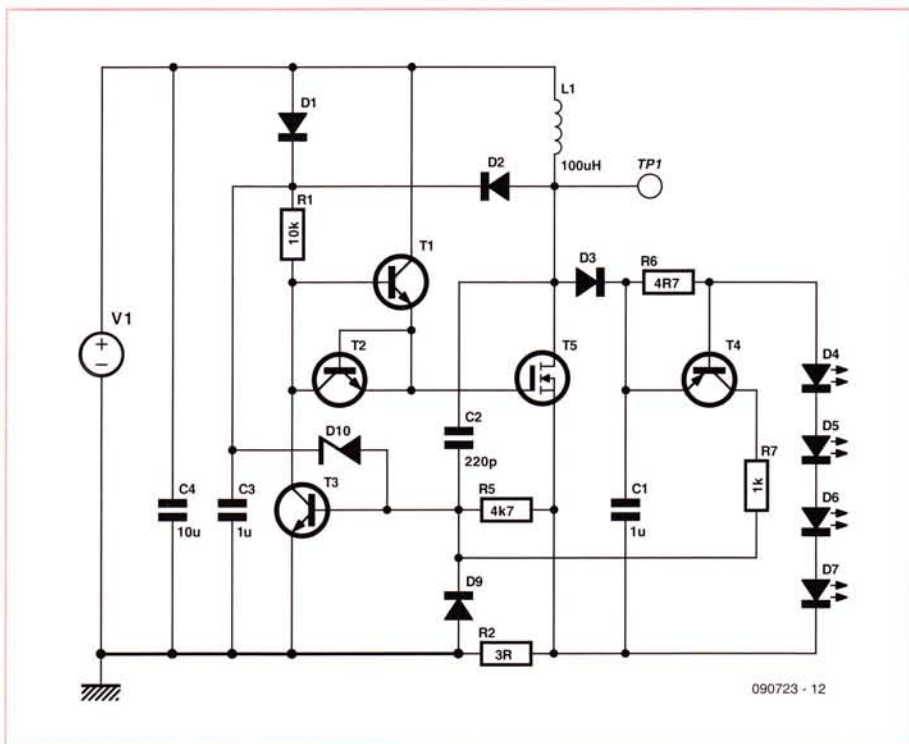 L1
D1
100uH
D2
TP1
R1
10k
T1
D3
R6
4R7
V1
T2
T5
T4
D4
C2
D5
D10
220p
R7
1k
T3
R5
D6
C4
C3
4k7
C1
10u
1u
1u
D7
D9
R2
3R
090723 - 12